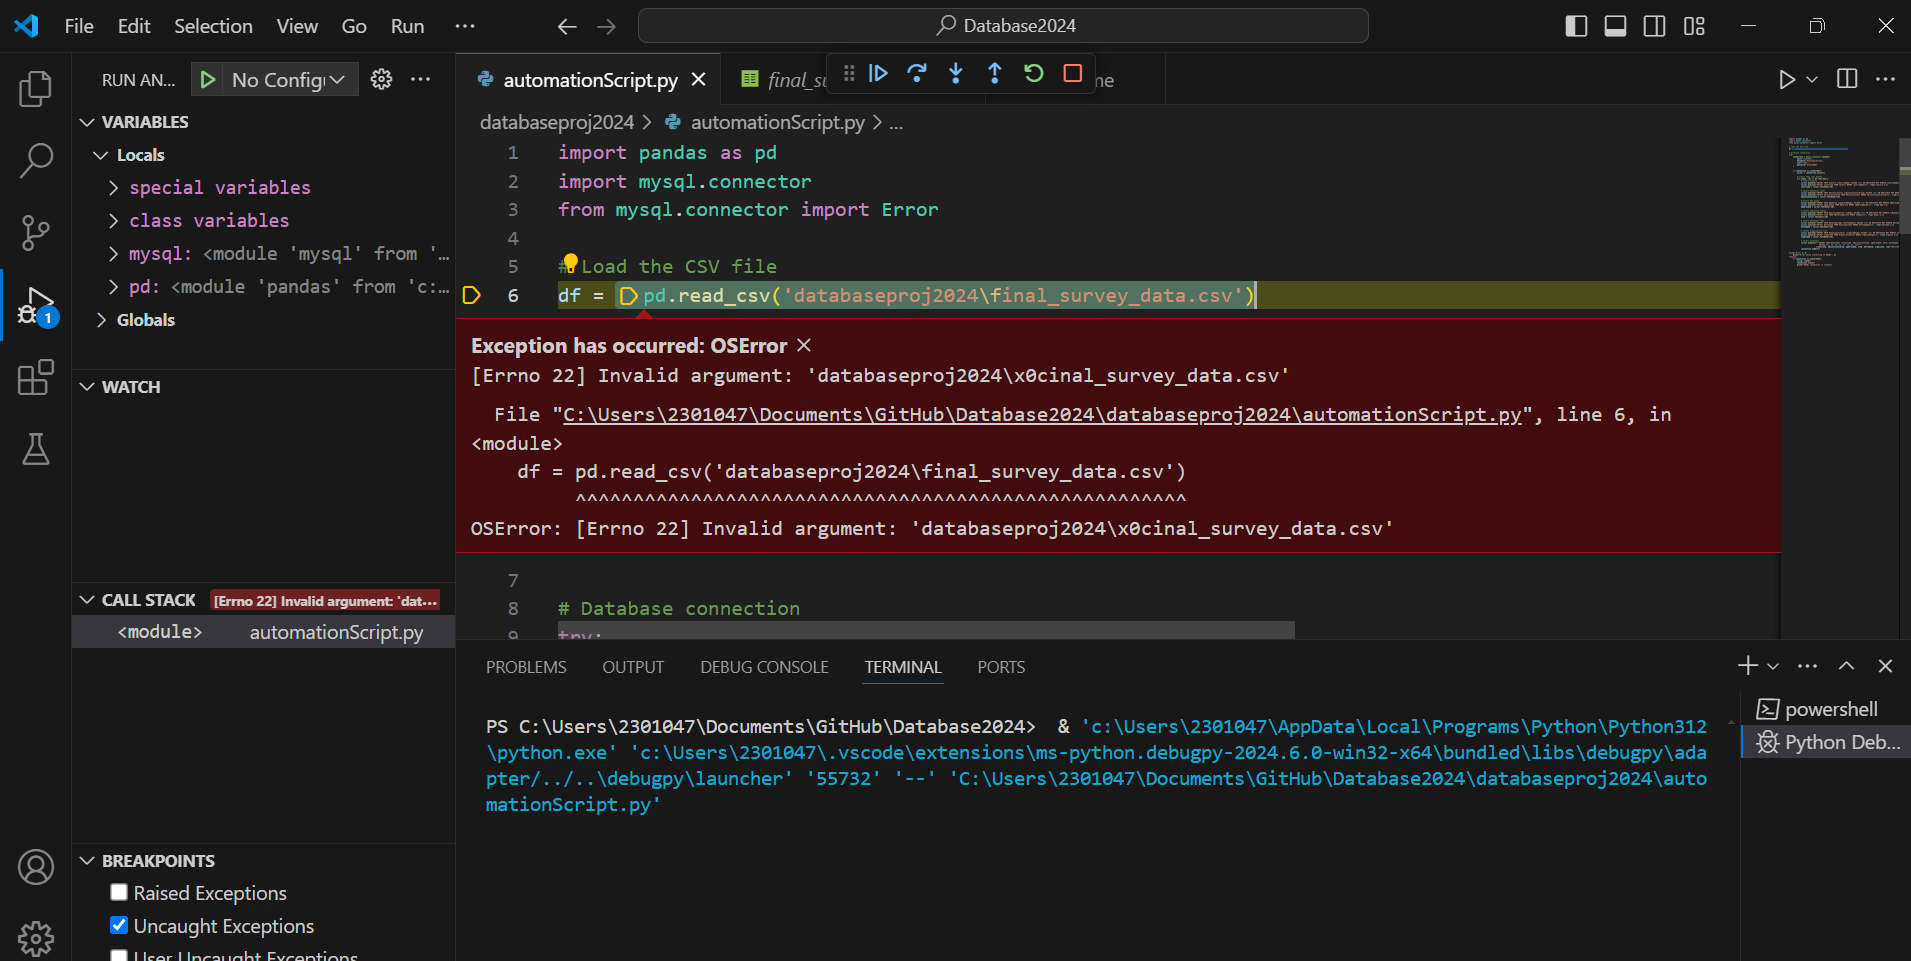 File Edit Selection View Go Run ··· Database2024
RUN AN... No Config ···
automationScript.py final_su me
VARIABLES
Locals
special variables
class variables
mysql: <module 'mysql' from '...
pd: <module 'pandas' from 'c:...
Globals
WATCH
CALL STACK [Errno 22] Invalid argument: 'dat...
<module> automationScript.py
BREAKPOINTS
Raised Exceptions
Uncaught Exceptions
User Uncaught Exceptions
1
databaseproj2024 > automationScript.py > ...
1 import pandas as pd
2 import mysql.connector
3 from mysql.connector import Error
4
5 # Load the CSV file
6 df = pd.read_csv('databaseproj2024\final_survey_data.csv')
Exception has occurred: OSError
[Errno 22] Invalid argument: 'databaseproj2024\x0cinal_survey_data.csv'
File "C:\Users\2301047\Documents\GitHub\Database2024\databaseproj2024\automationScript.py", line 6, in
<module>
df = pd.read_csv('databaseproj2024\final_survey_data.csv')
^^^^^^^^^^^^^^^^^^^^^^^^^^^^^^^^^^^^^^^^^^^^^^^^^^^^^
OSError: [Errno 22] Invalid argument: 'databaseproj2024\x0cinal_survey_data.csv'
7
8 # Database connection
9 try:
PROBLEMS OUTPUT DEBUG CONSOLE TERMINAL PORTS
PS C:\Users\2301047\Documents\GitHub\Database2024> & 'c:\Users\2301047\AppData\Local\Programs\Python\Python312
\python.exe' 'c:\Users\2301047\.vscode\extensions\ms-python.debugpy-2024.6.0-win32-x64\bundled\libs\debugpy\ada
pter/../..\debugpy\launcher' '55732' '--' 'C:\Users\2301047\Documents\GitHub\Database2024\databaseproj2024\auto
mationScript.py'
powershell
Python Deb...